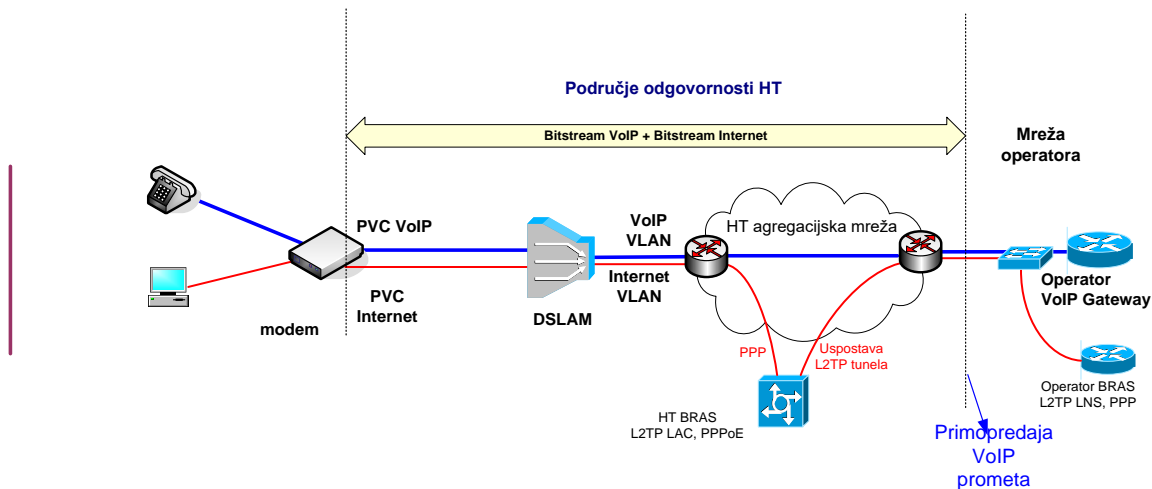 Područje odgovornosti HT
Bitstream VoIP + Bitstream Internet
Mreža
operatora
PVC VoIP
VoIP
VLAN
HT agregacijska mreža
PVC
Internet
Internet
VLAN
modem
DSLAM
Operator
VoIP Gateway
PPP
Uspostava
L2TP tunela
HT BRAS
L2TP LAC, PPPoE
Operator BRAS
L2TP LNS, PPP
Primopredaja
VoIP
prometa